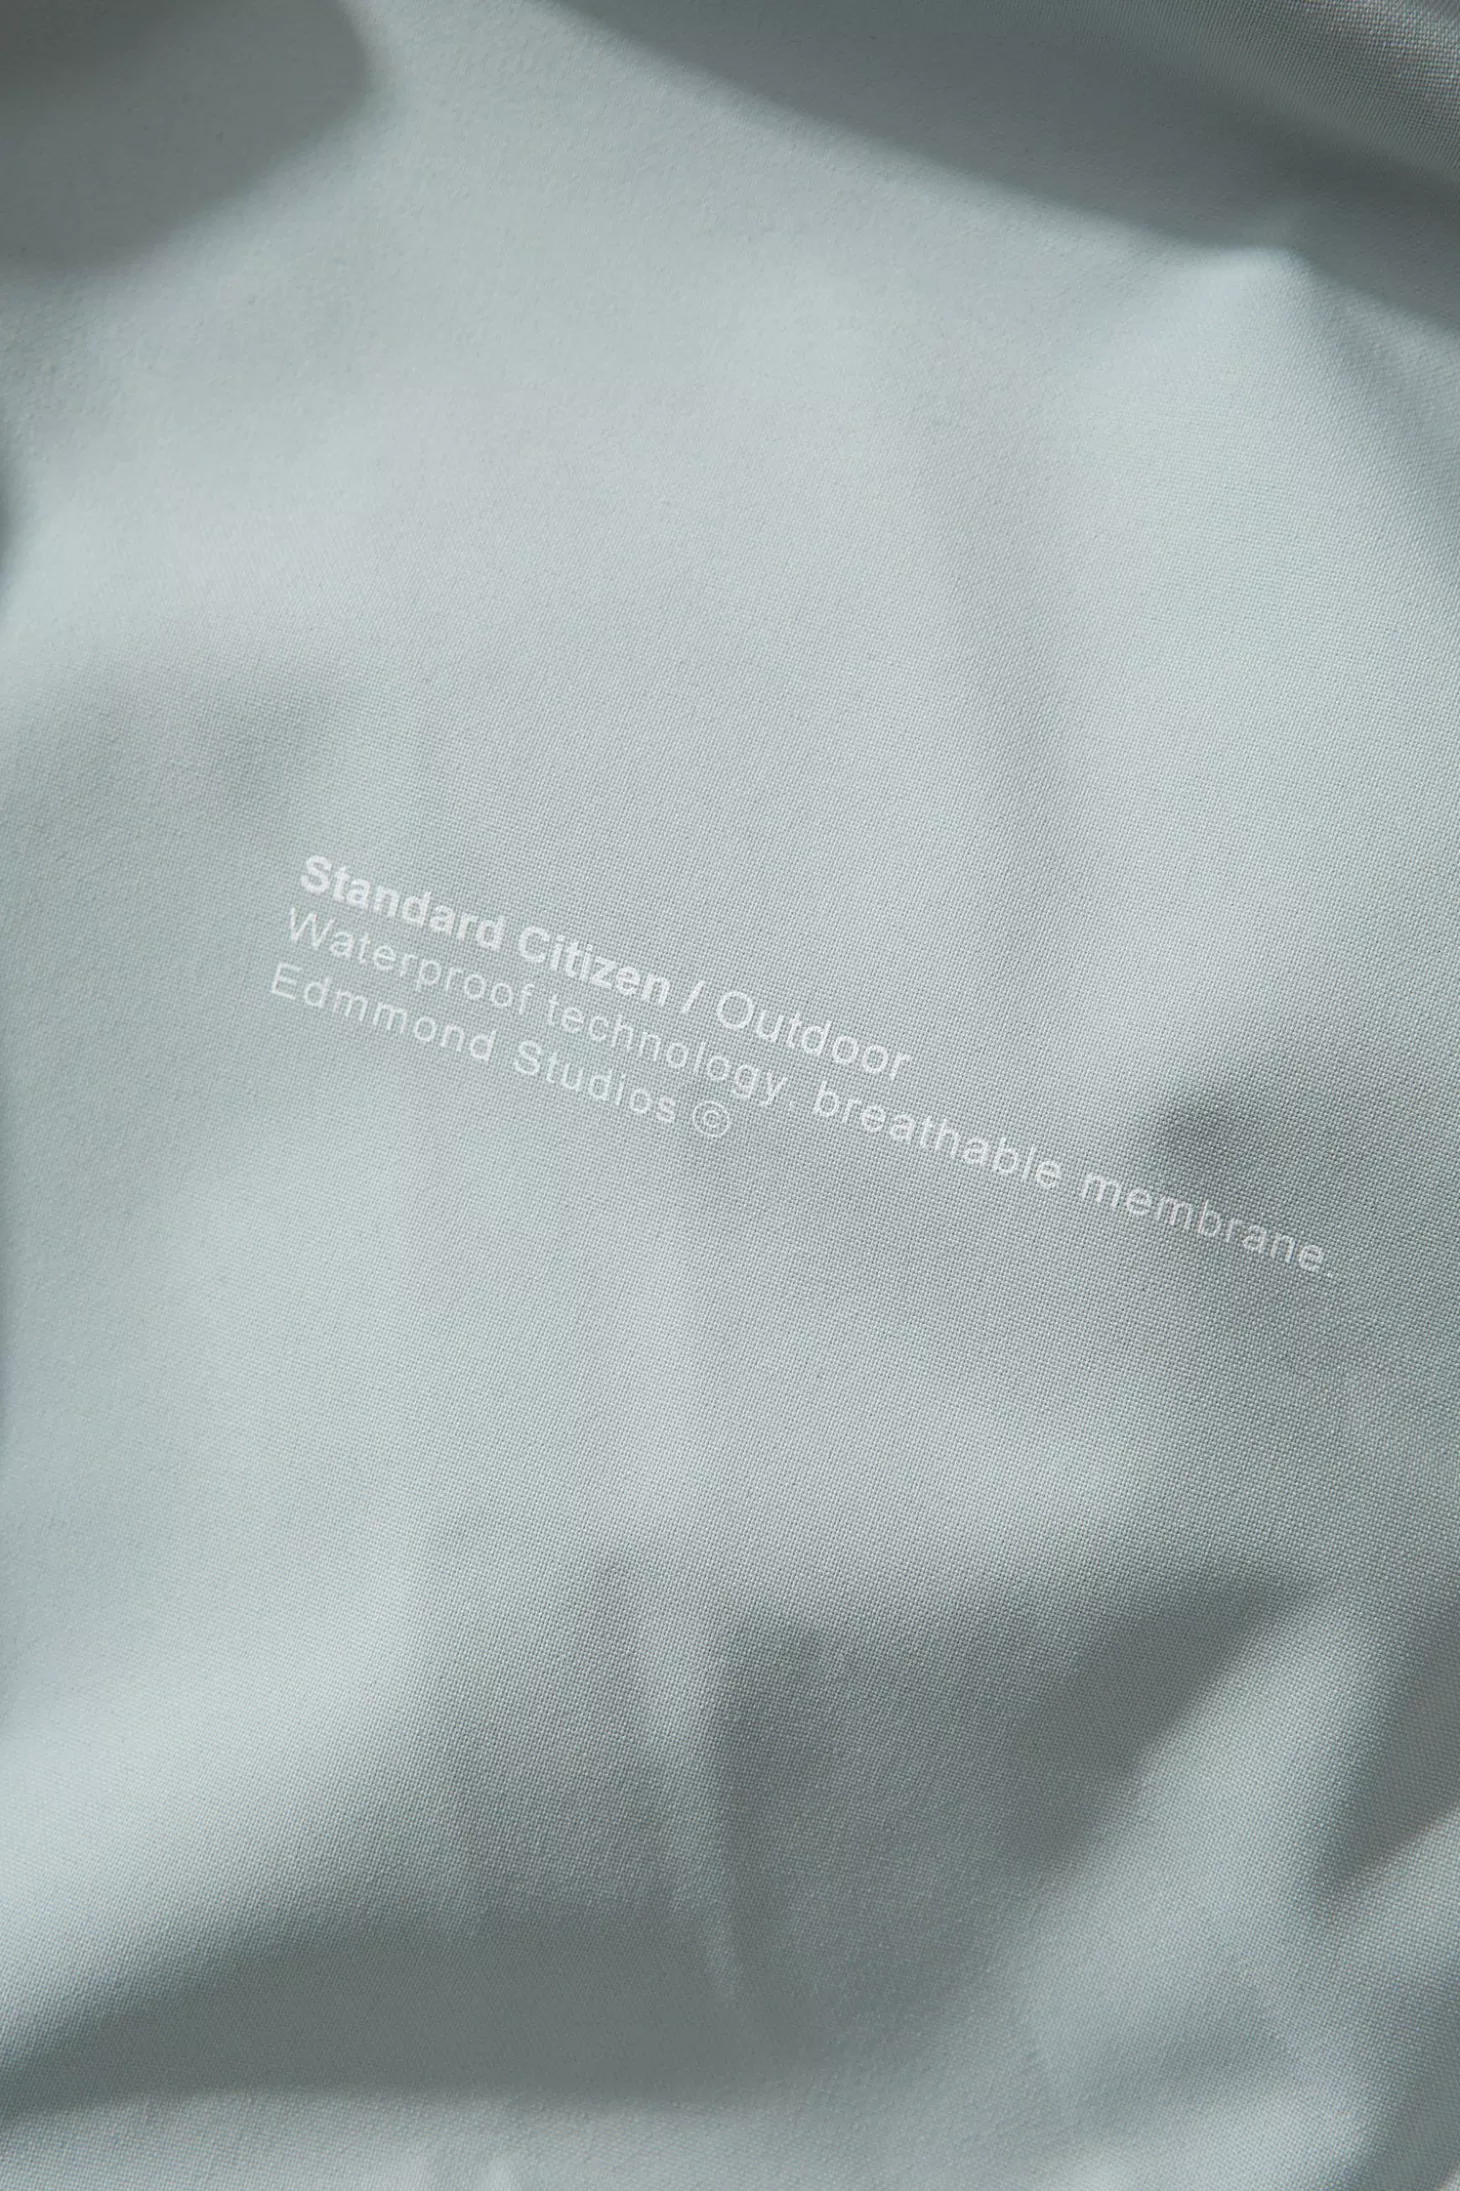 Standard Citizen / Outdoor
Waterproof technology. breathable membrane.
Edmmond Studios ©